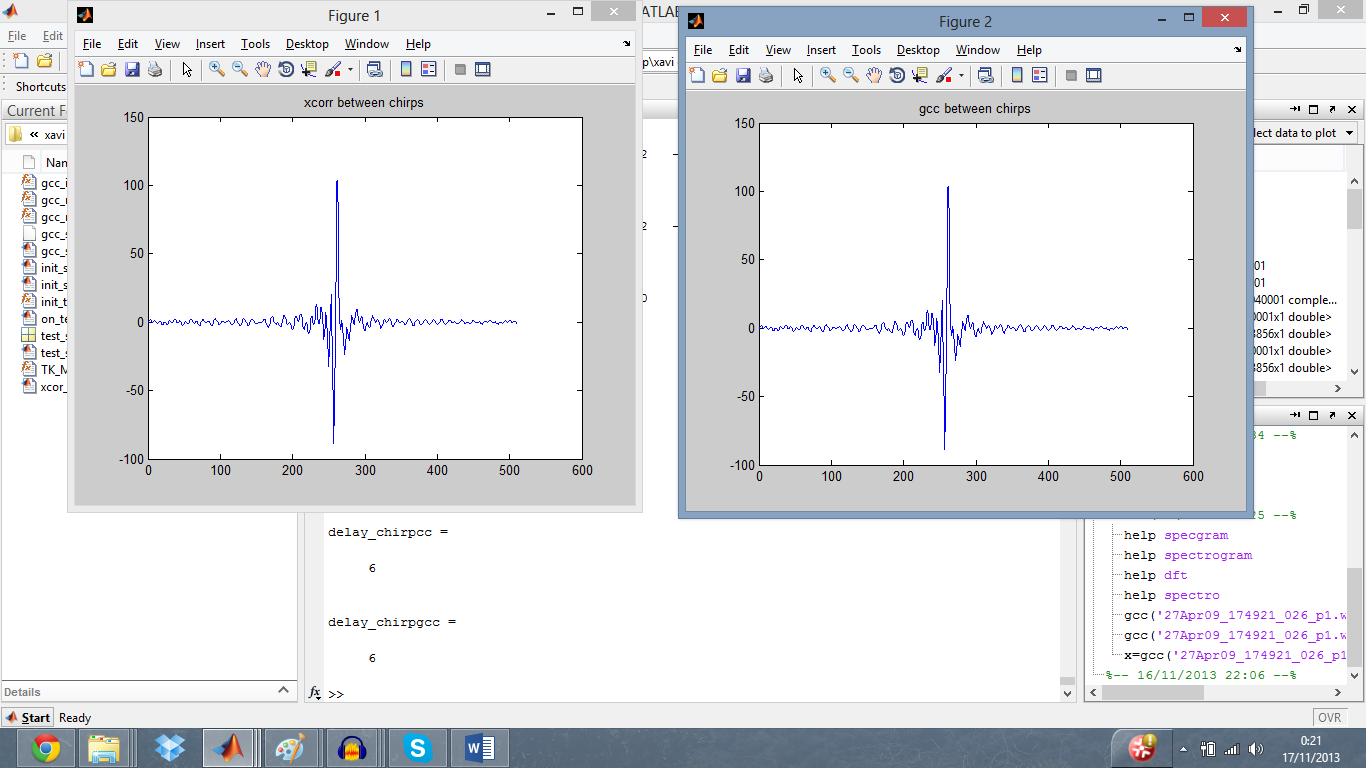 Figure 1
File Edit View Insert Tools Desktop Window Help
xcorr between chirps
150
100
50
0
-50
-100
0 100 200 300 400 500 600
Figure 2
File Edit View Insert Tools Desktop Window Help
gcc between chirps
150
100
50
0
-50
-100
0 100 200 300 400 500 600
File Edit
Shortcuts
Current F
« xavi
Nan
gcc_i
gcc_r
gcc_r
gcc_s
gcc_s
init_s
init_s
init_t
on_te
test_s
test_s
TK_M
xcor_
Details
p\xavi
lect data to plot
01
01
040001 comple...
0001x1 double>
3856x1 double>
0001x1 double>
3856x1 double>
delay_chirpcc =
6
delay_chirpgcc =
6
fx >>
34 --%
25 --%
help specgram
help spectrogram
help dft
help spectro
gcc('27Apr09_174921_026_p1.w
gcc('27Apr09_174921_026_p1.w
x=gcc('27Apr09_174921_026_p1
%-- 16/11/2013 22:06 --%
Start Ready
OVR
0:21
17/11/2013